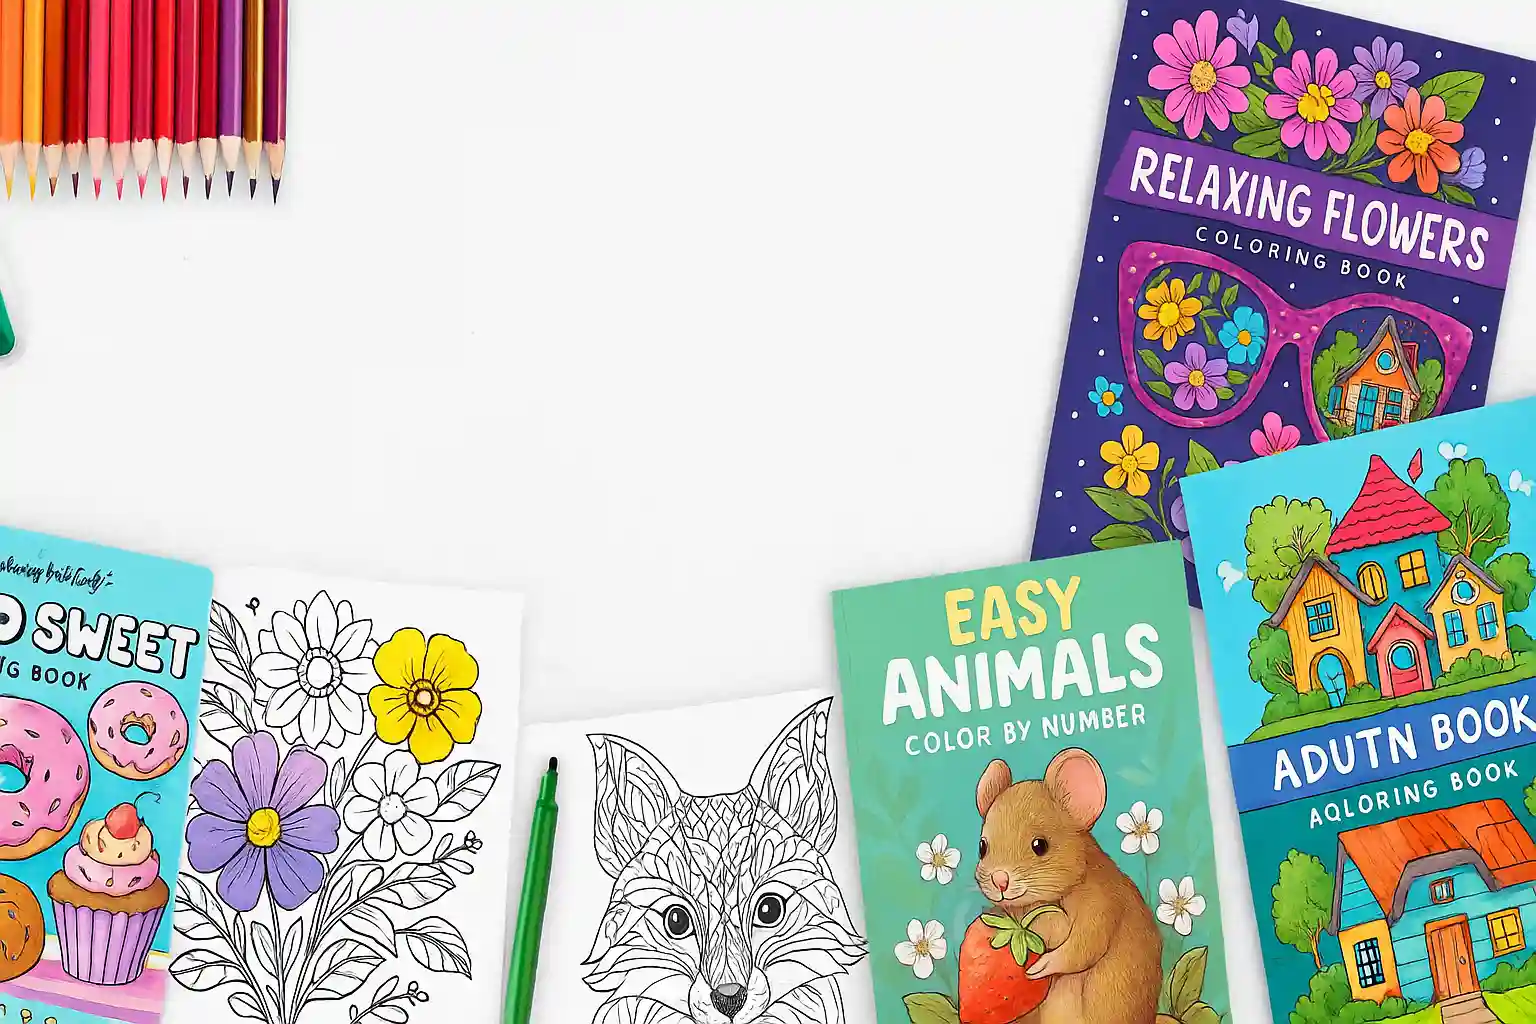 RELAXING FLOWERS
COLORING BOOK
SWEET
BOOK
EASY
ANIMALS
COLOR BY NUMBER
ADUTN BOOK
AQLORING BOOK